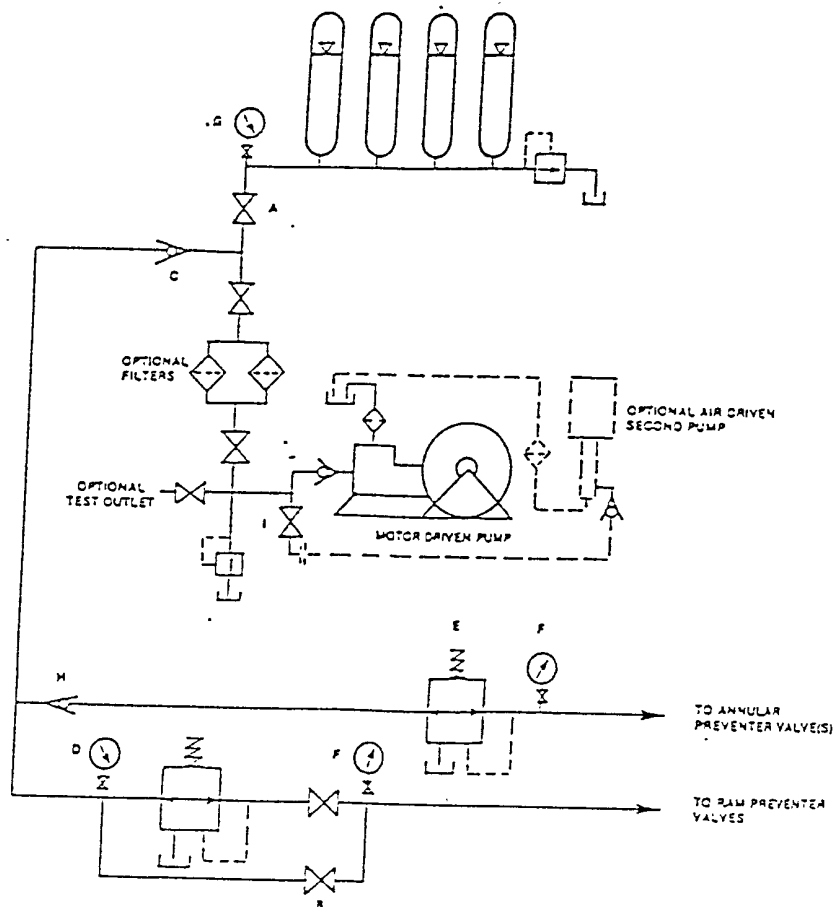 G
A
C
OPTIONAL
FILTERS
OPTIONAL AIR DRIVEN
SECOND PUMP
OPTIONAL
TEST OUTLET
I
MOTOR DRIVEN PUMP
E
F
H
TO ANNULAR
PREVENTER VALVE(S)
D
F
TO RAM PREVENTER
VALVES
B